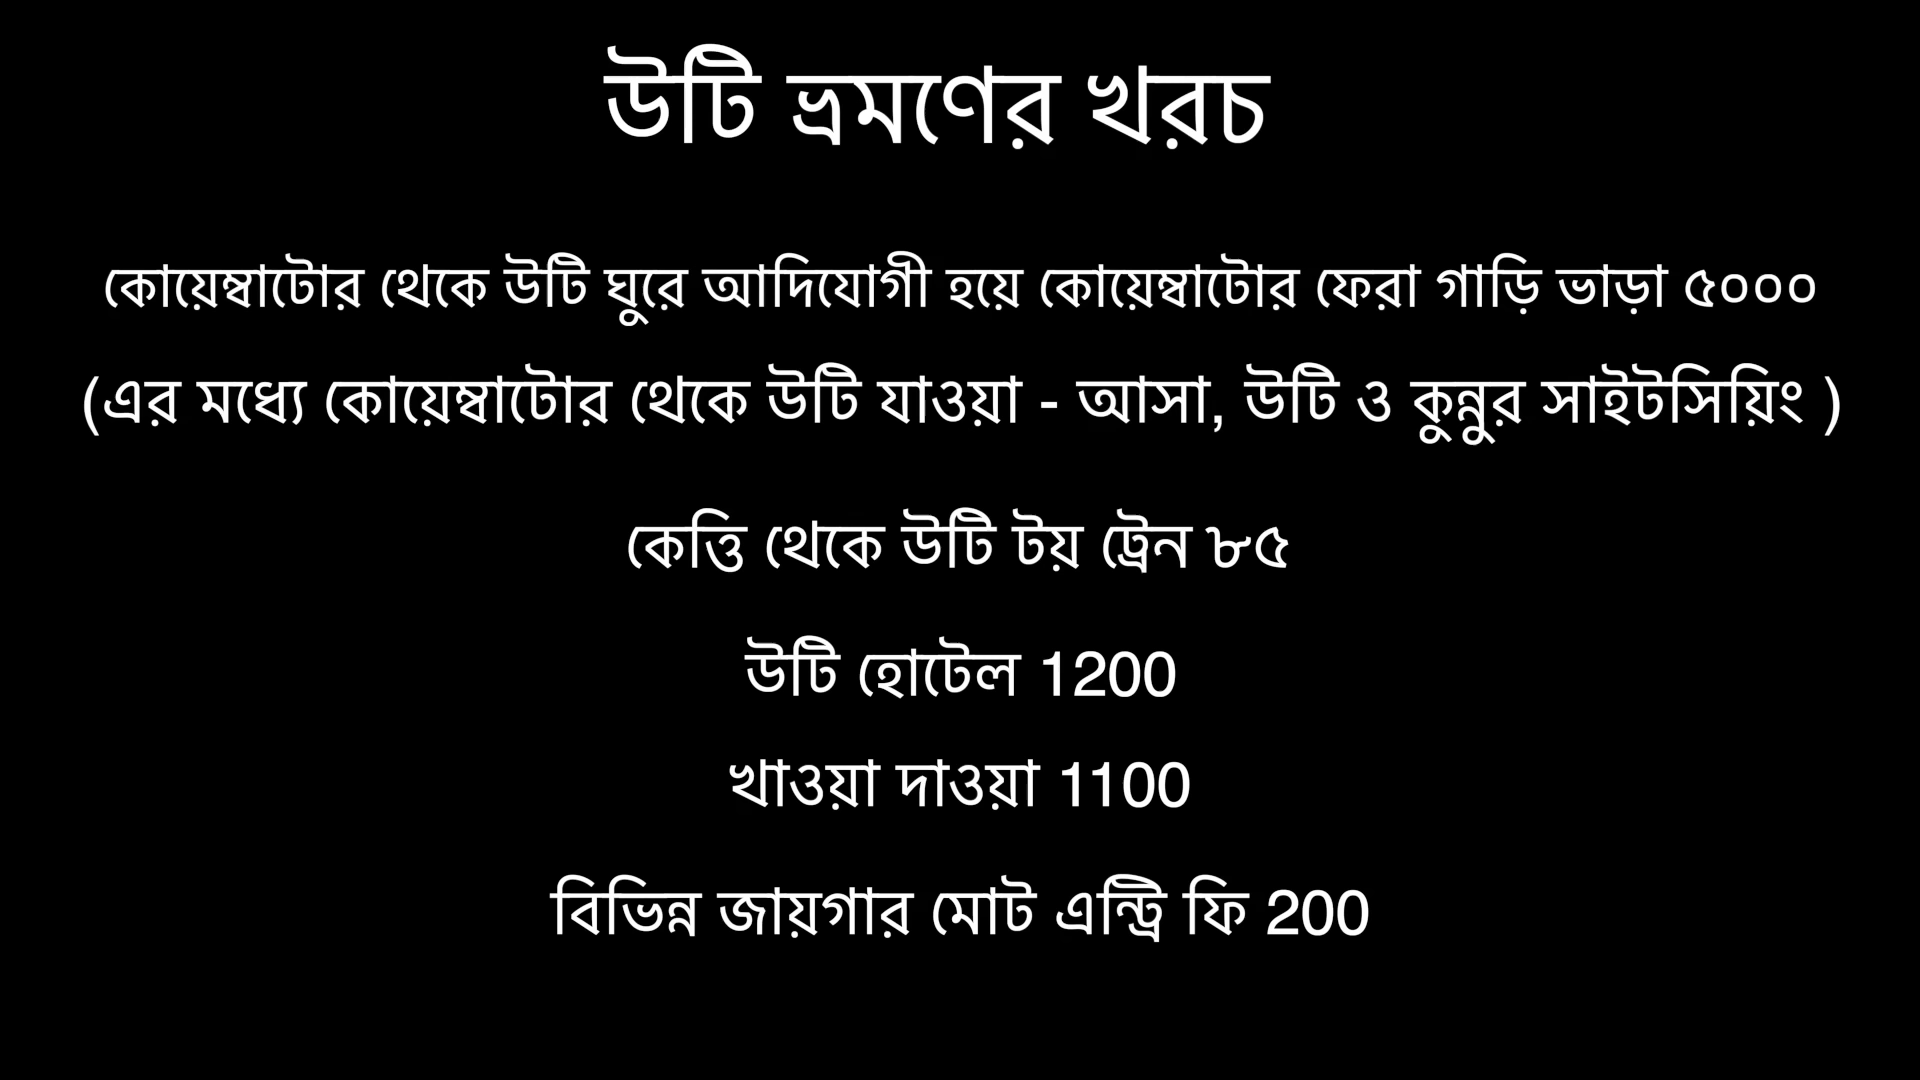 উটি ভ্রমণের খরচ
কোয়েম্বাটোর থেকে উটি ঘুরে আদিযোগী হয়ে কোয়েম্বাটোর ফেরা গাড়ি ভাড়া ৫০০০
(এর মধ্যে কোয়েম্বাটোর থেকে উটি যাওয়া - আসা, উটি ও কুন্নুর সাইটসিয়িং )
কেত্তি থেকে উটি টয় ট্রেন ৮৫
উটি হোটেল 1200
খাওয়া দাওয়া 1100
বিভিন্ন জায়গার মোট এন্ট্রি ফি 200